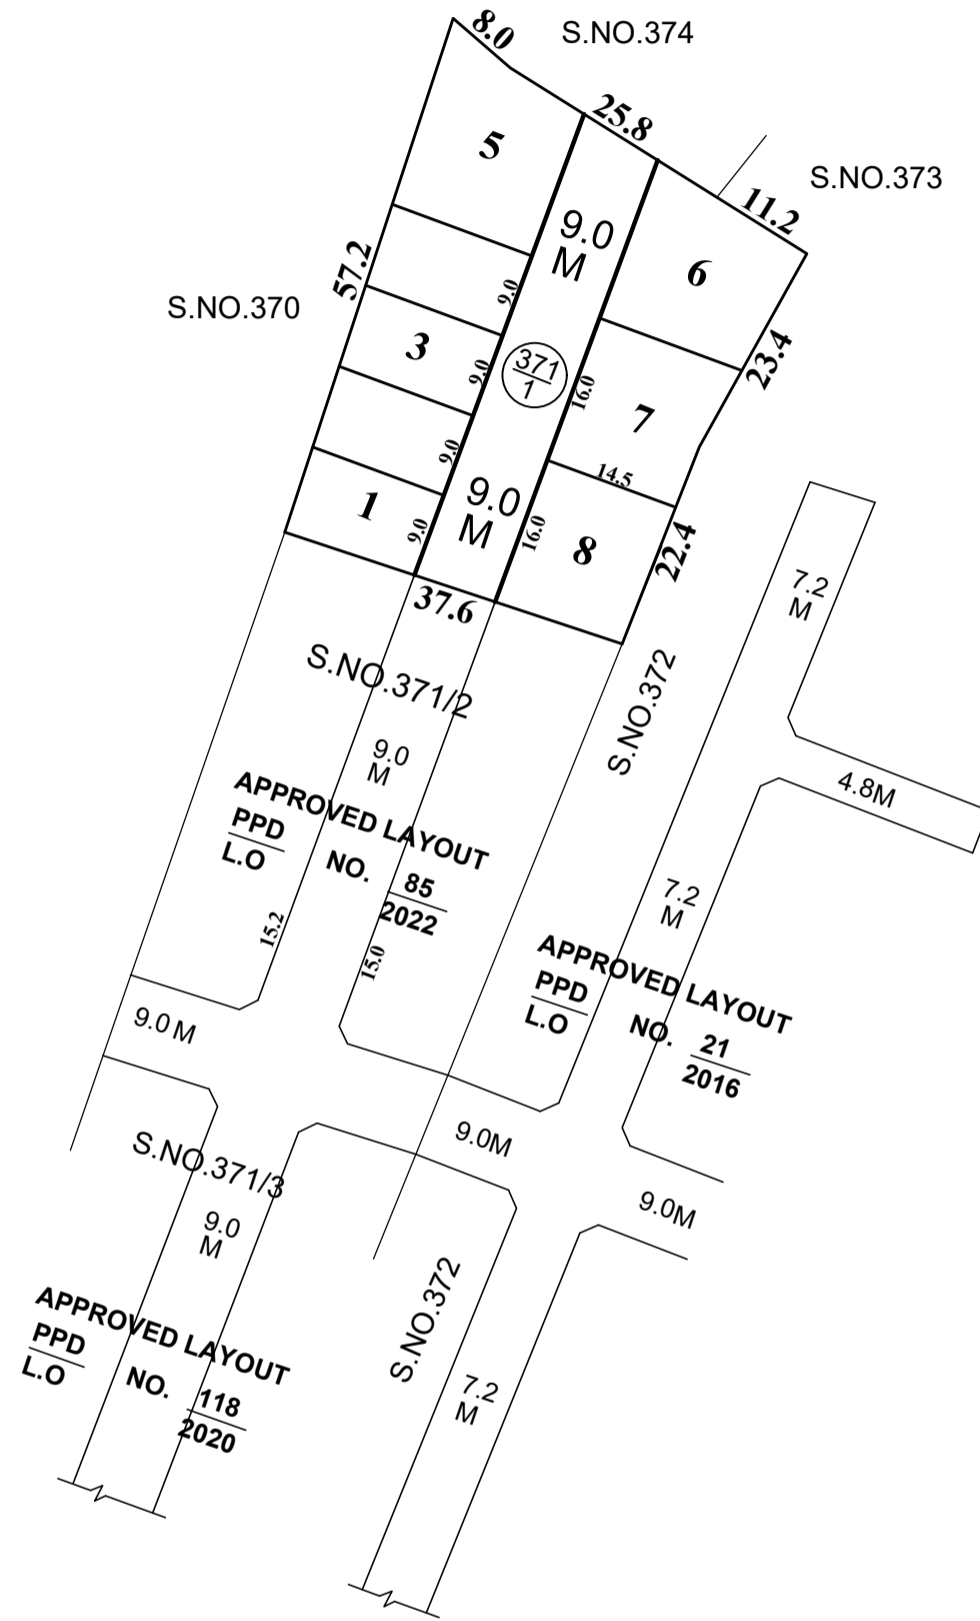 8.0
S.NO.374
25.8
5
S.NO.373
11.2
9.0
M
6
57.2
S.NO.370
9.0
3
9.0
371
1
16.0
23.4
7
9.0
14.5
1
9.0
9.0
M
16.0
8
22.4
37.6
7.2
M
S.NO.371/2
S.NO.372
9.0
M
4.8M
APPROVED LAYOUT
PPD
L.O
NO.
85
2022
7.2
M
15.2
15.0
APPROVED LAYOUT
PPD
L.O
NO.
21
2016
9.0M
9.0M
S.NO.371/3
9.0M
9.0
M
S.NO.372
APPROVED LAYOUT
PPD
L.O
NO.
118
2020
7.2
M